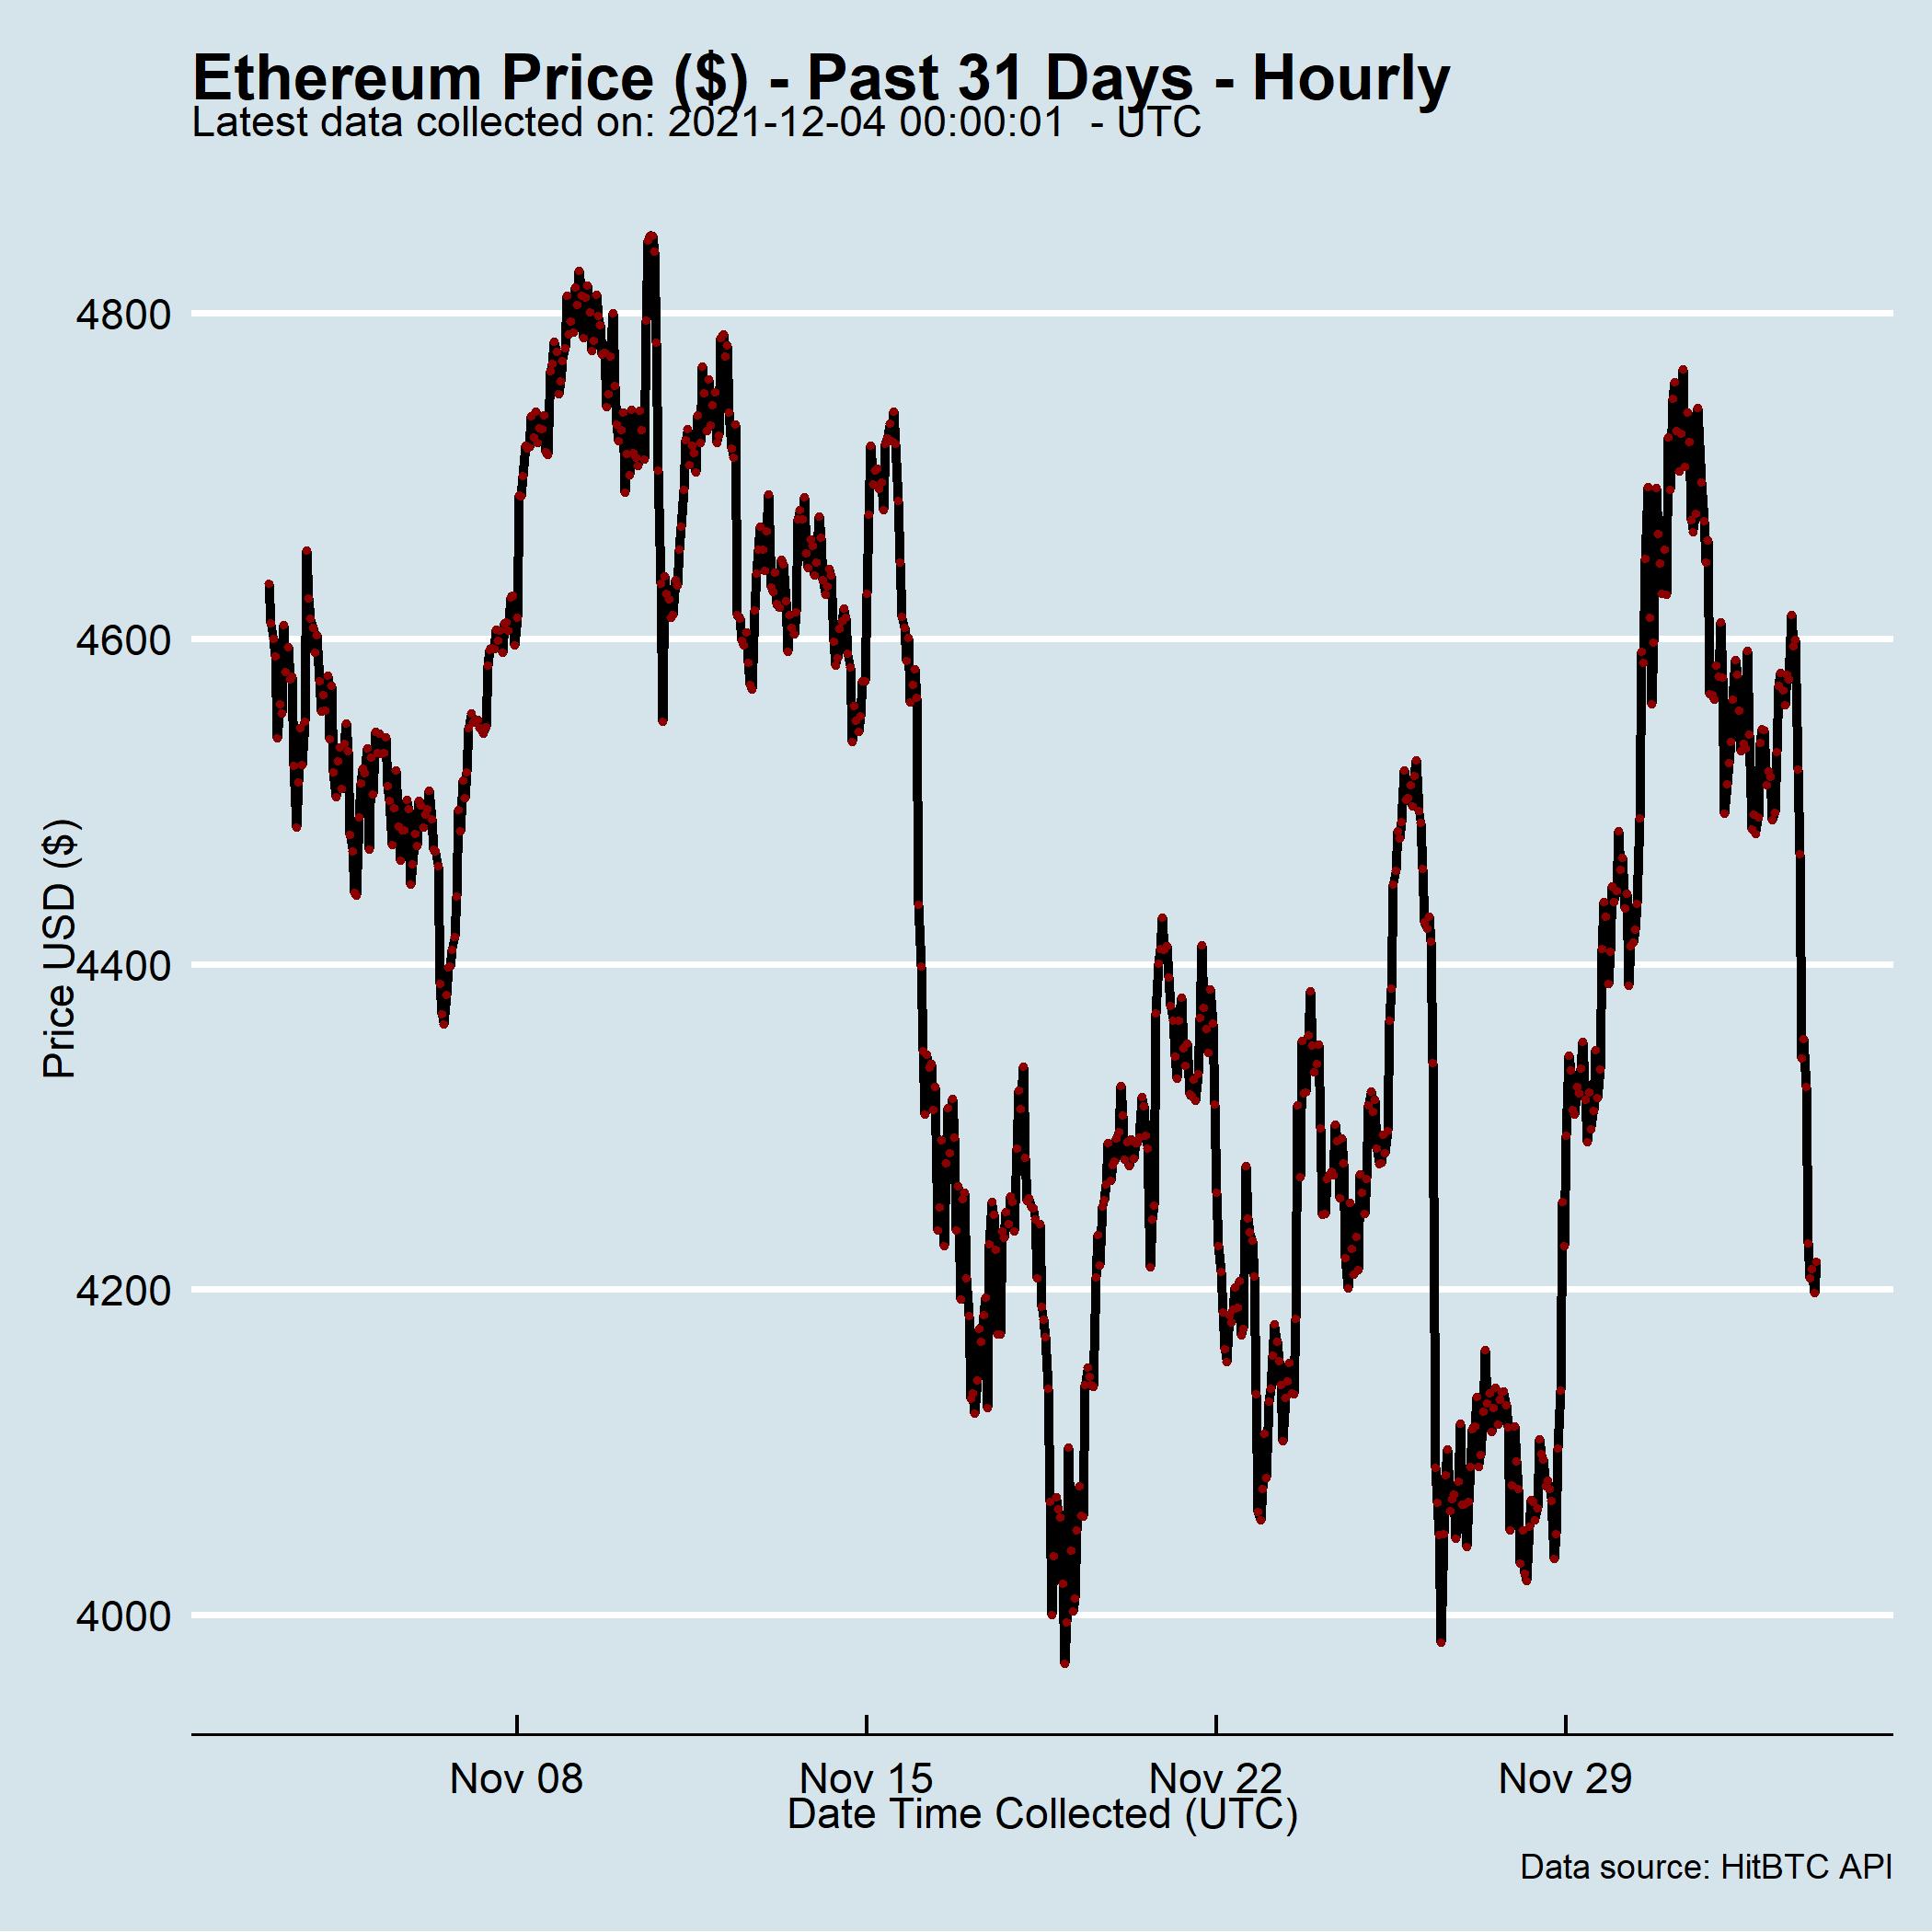 Ethereum Price ($) - Past 31 Days - Hourly
Latest data collected on: 2021-12-04 00:00:01  - UTC
Price USD ($)
4800
4600
4400
4200
4000
Nov 08 Nov 15 Nov 22 Nov 29
Date Time Collected (UTC)
Data source: HitBTC API